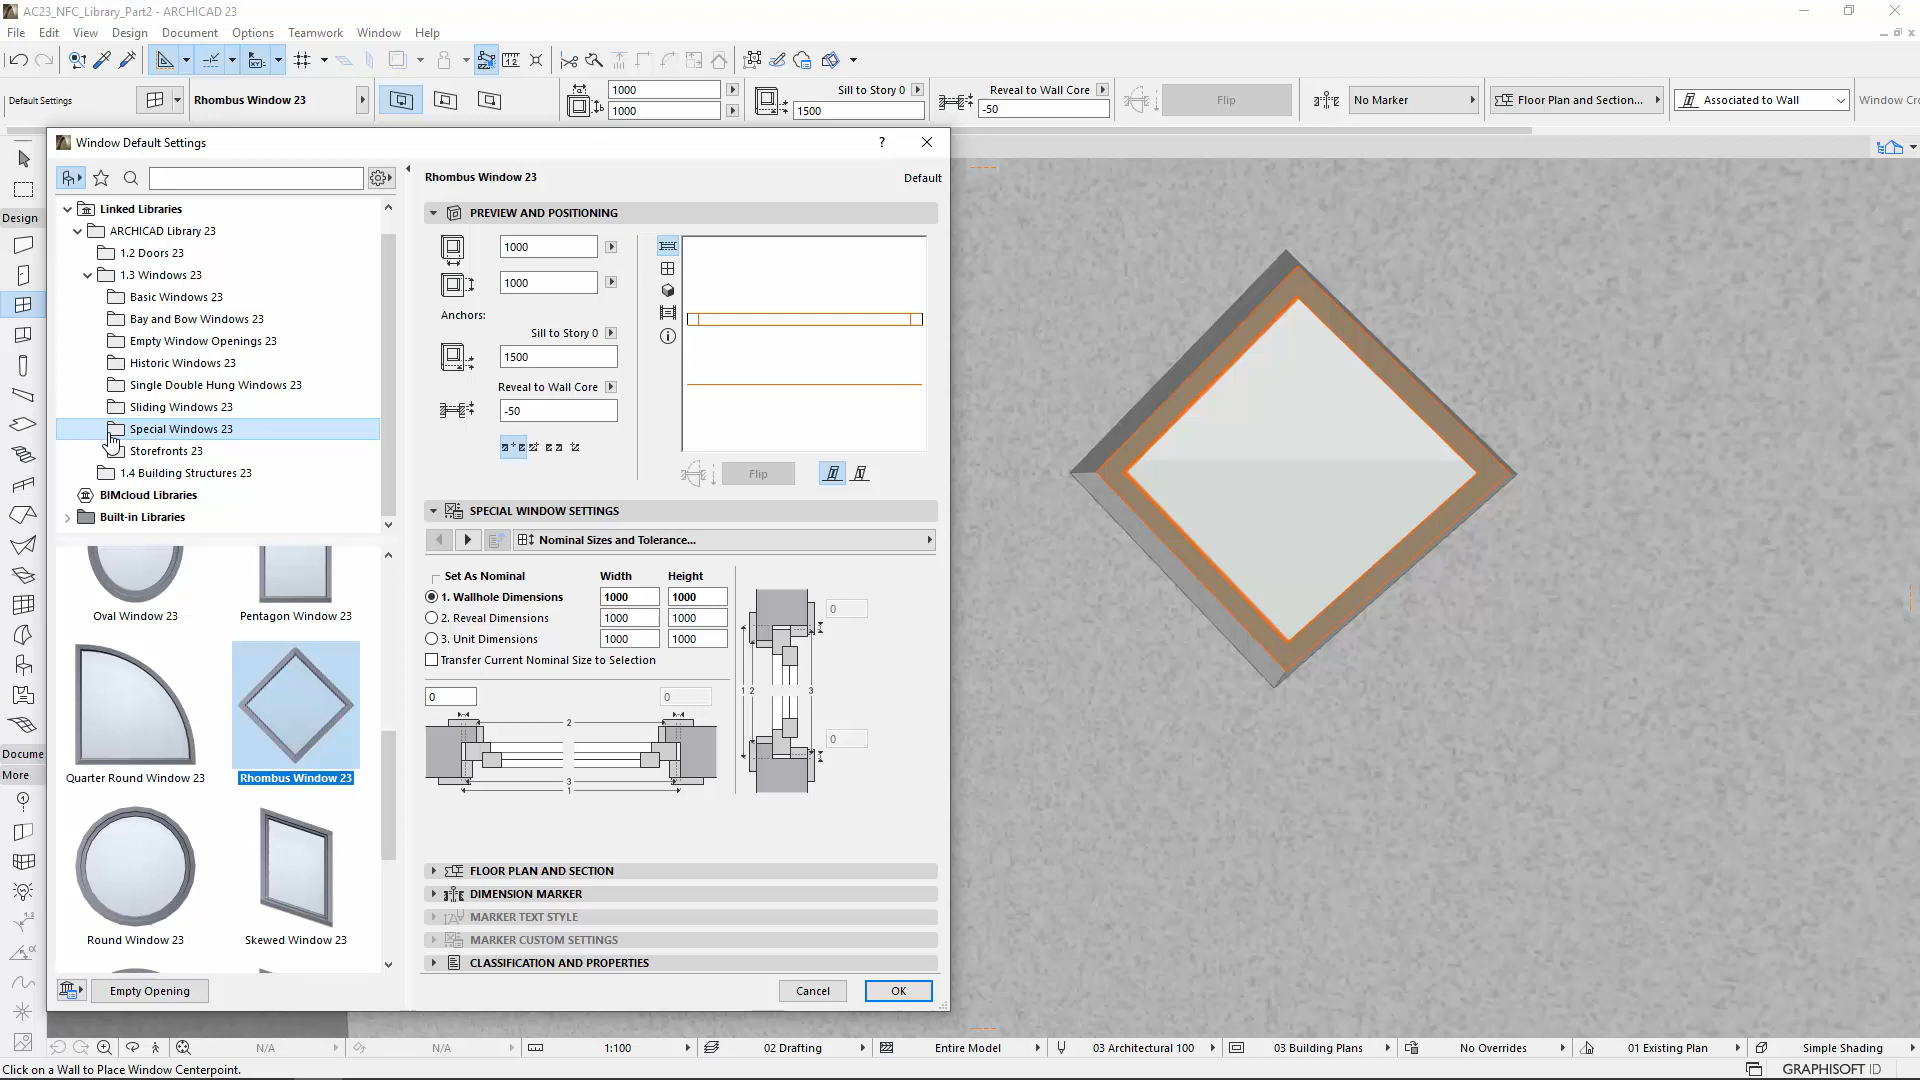 AC23_NFC_Library_Part2 - ARCHICAD 23
File Edit View Design Document Options Teamwork Window Help
Default Settings
Rhombus Window 23
1000
1000
Sill to Story 0
1500
Reveal to Wall Core
-50
Flip
No Marker
Floor Plan and Section...
Associated to Wall
Window Cr
Window Default Settings
?
Design
Docume
More
Linked Libraries
ARCHICAD Library 23
1.2 Doors 23
1.3 Windows 23
Basic Windows 23
Bay and Bow Windows 23
Empty Window Openings 23
Historic Windows 23
Single Double Hung Windows 23
Sliding Windows 23
Special Windows 23
Storefronts 23
1.4 Building Structures 23
BIMcloud Libraries
Built-in Libraries
Oval Window 23
Pentagon Window 23
Quarter Round Window 23
Rhombus Window 23
Round Window 23
Skewed Window 23
Empty Opening
Rhombus Window 23
Default
PREVIEW AND POSITIONING
1000
1000
Anchors:
Sill to Story 0
1500
Reveal to Wall Core
-50
Flip
SPECIAL WINDOW SETTINGS
Nominal Sizes and Tolerance...
Set As Nominal Width Height
1. Wallhole Dimensions 1000 1000
2. Reveal Dimensions 1000 1000
3. Unit Dimensions 1000 1000
Transfer Current Nominal Size to Selection
0
0
0
0
1 2 3
2
3
1
FLOOR PLAN AND SECTION
DIMENSION MARKER
MARKER TEXT STYLE
MARKER CUSTOM SETTINGS
CLASSIFICATION AND PROPERTIES
Cancel
OK
N/A
N/A
1:100
02 Drafting
Entire Model
03 Architectural 100
03 Building Plans
No Overrides
01 Existing Plan
Simple Shading
Click on a Wall to Place Window Centerpoint.
GRAPHISOFT ID